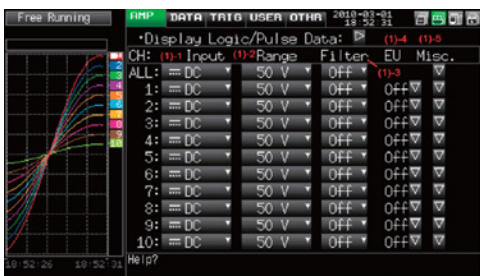 Free Running
AMP DATA TRIG USER OTHR 2010-03-01 18:52:31
•Display Logic/Pulse Data: (1)-4 (1)-5
CH: (1)-1 Input (1)-2 Range Filter EU Misc.
ALL: DC 50 V Off (1)-3
1: DC 50 V Off Off
2: DC 50 V Off Off
3: DC 50 V Off Off
4: DC 50 V Off Off
5: DC 50 V Off Off
6: DC 50 V Off Off
7: DC 50 V Off Off
8: DC 50 V Off Off
9: DC 50 V Off Off
10: DC 50 V Off Off
2
3
4
5
6
7
8
9
10
18:52:26 18:52:31 Help?